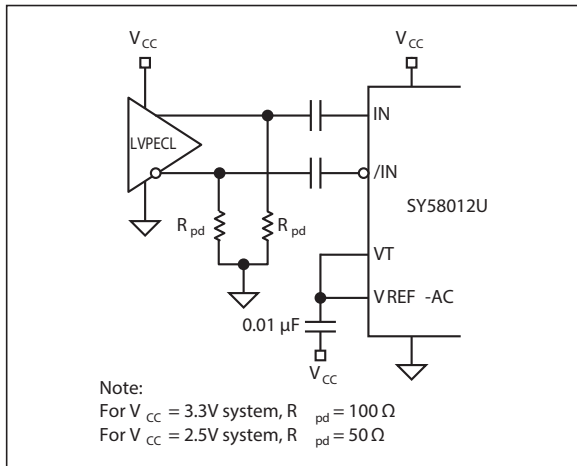 V CC
V CC
LVPECL
IN
/IN
SY58012U
R pd
R pd
VT
VREF -AC
0.01 µF
V CC
Note:
For V CC = 3.3V system, R pd = 100 Ω
For V CC = 2.5V system, R pd = 50 Ω